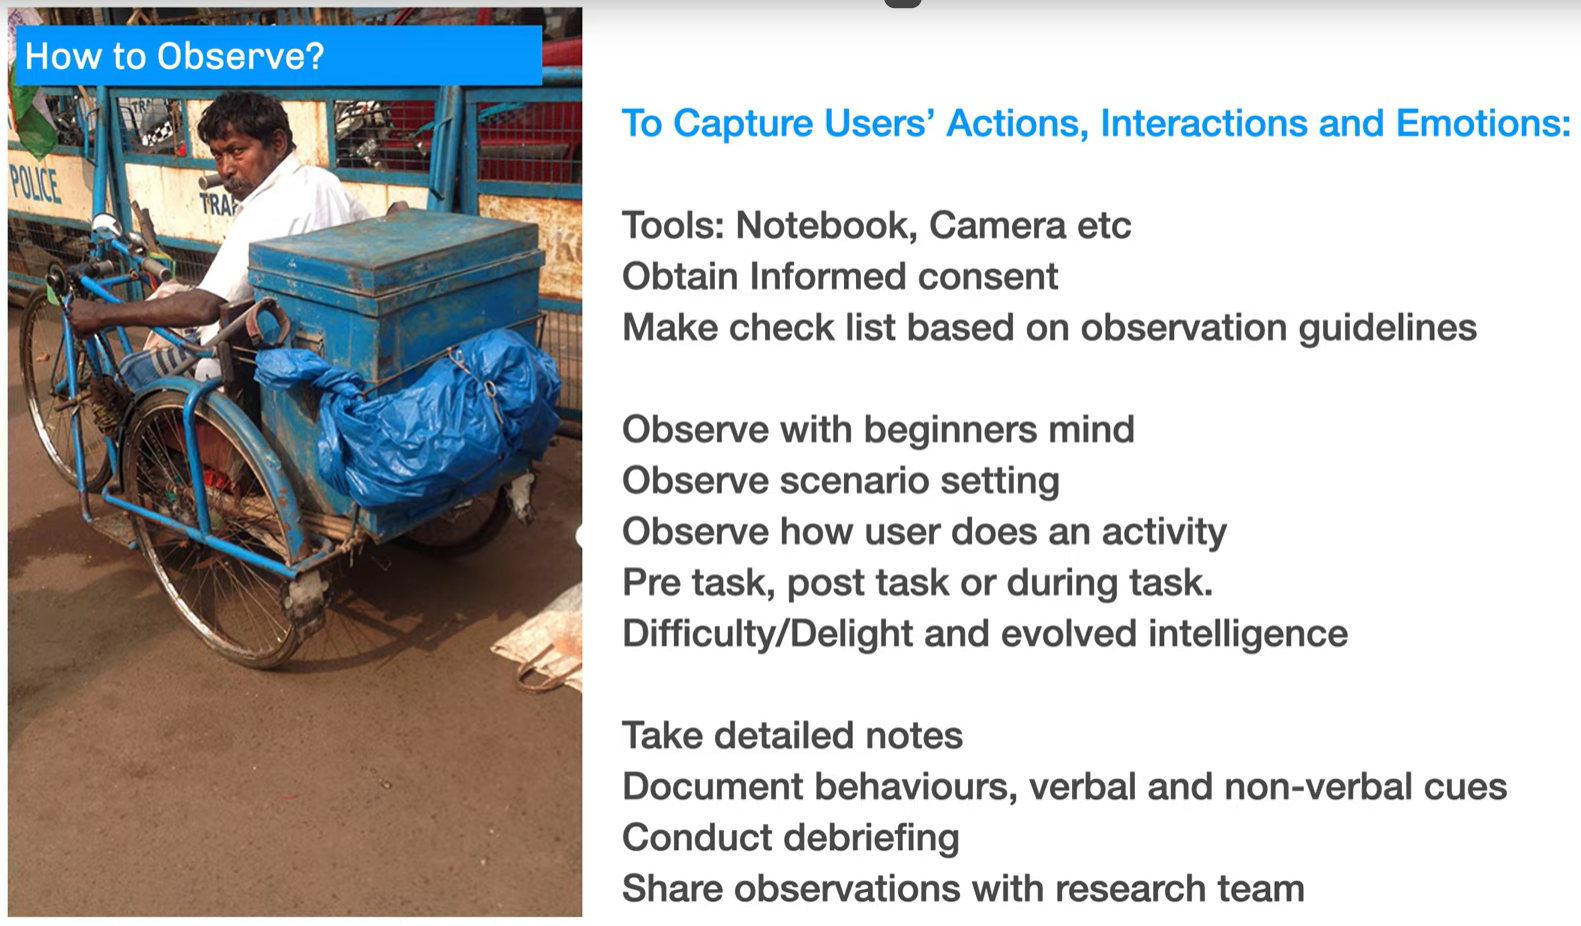 How to Observe?
POLICE
TRA
To Capture Users’ Actions, Interactions and Emotions:
Tools: Notebook, Camera etc
Obtain Informed consent
Make check list based on observation guidelines
Observe with beginners mind
Observe scenario setting
Observe how user does an activity
Pre task, post task or during task.
Difficulty/Delight and evolved intelligence
Take detailed notes
Document behaviours, verbal and non-verbal cues
Conduct debriefing
Share observations with research team